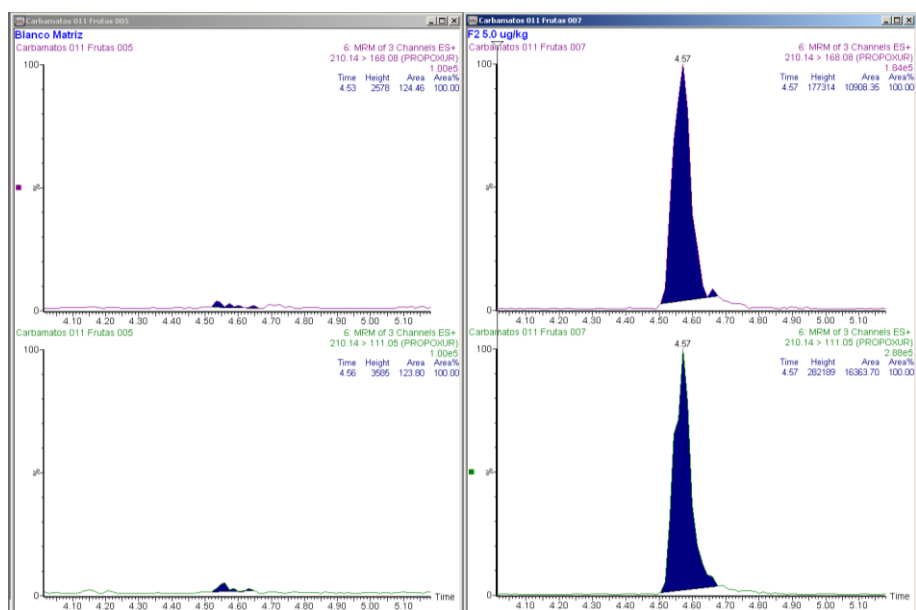 Carbamatos 011 Frutas 005
Blanco Matriz
Carbamatos 011 Frutas 005
6: MRM of 3 Channels ES+
210.14 > 168.08 (PROPOXUR)
1.00e5
Time Height Area Area%
4.53 2578 124.46 100.00
100
%
0
4.10 4.20 4.30 4.40 4.50 4.60 4.70 4.80 4.90 5.00 5.10
Carbamatos 011 Frutas 005
6: MRM of 3 Channels ES+
210.14 > 111.05 (PROPOXUR)
1.00e5
Time Height Area Area%
4.56 3585 123.80 100.00
100
%
0
Time
4.10 4.20 4.30 4.40 4.50 4.60 4.70 4.80 4.90 5.00 5.10
Carbamatos 011 Frutas 007
F2 5.0 ug/kg
Carbamatos 011 Frutas 007
6: MRM of 3 Channels ES+
210.14 > 168.08 (PROPOXUR)
1.84e5
Time Height Area Area%
4.57 177314 10908.35 100.00
4.57
100
%
0
4.10 4.20 4.30 4.40 4.50 4.60 4.70 4.80 4.90 5.00 5.10
Carbamatos 011 Frutas 007
6: MRM of 3 Channels ES+
210.14 > 111.05 (PROPOXUR)
2.88e5
Time Height Area Area%
4.57 282189 16363.70 100.00
4.57
100
%
0
Time
4.10 4.20 4.30 4.40 4.50 4.60 4.70 4.80 4.90 5.00 5.10